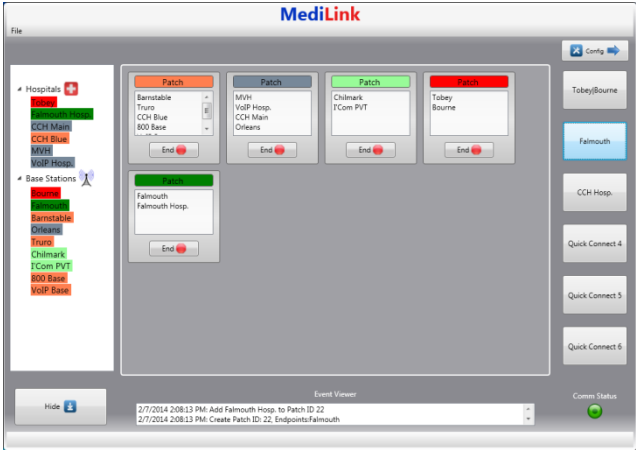 MediLink
File
Config
Hospitals
Tobey
Falmouth Hosp.
CCH Main
CCH Blue
MVH
VoIP Hosp.
Base Stations
Bourne
Falmouth
Barnstable
Orleans
Truro
Chilmark
I'Com PVT
800 Base
VoIP Base
Patch
Barnstable
Truro
CCH Blue
800 Base
End
Patch
MVH
VoIP Hosp.
CCH Main
Orleans
End
Patch
Chilmark
I'Com PVT
End
Patch
Tobey
Bourne
End
Patch
Falmouth
Falmouth Hosp.
End
Tobey|Bourne
Falmouth
CCH Hosp.
Quick Connect 4
Quick Connect 5
Quick Connect 6
Hide
Event Viewer
2/7/2014 2:08:13 PM: Add Falmouth Hosp. to Patch ID 22
2/7/2014 2:08:13 PM: Create Patch ID: 22, Endpoints:Falmouth
Comm Status